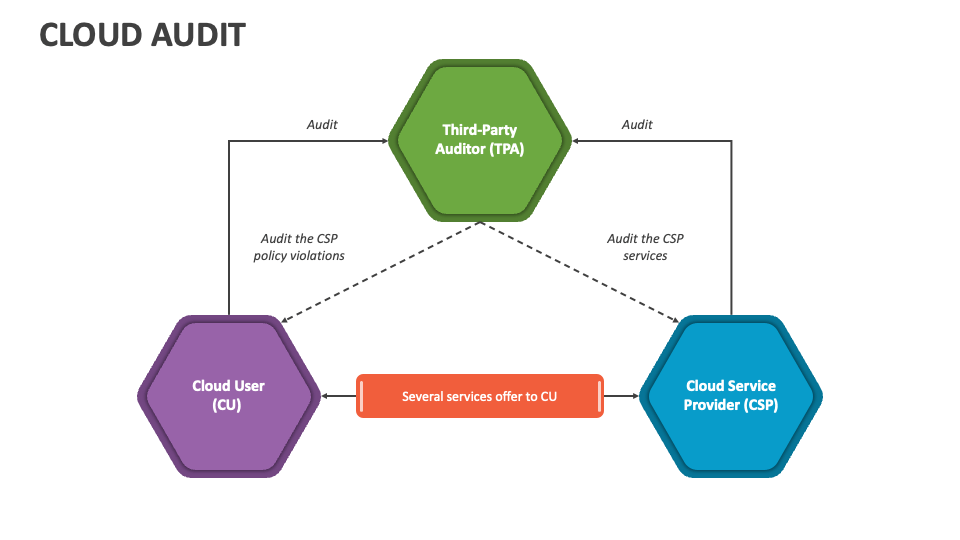 CLOUD AUDIT
Audit
Third-Party
Auditor (TPA)
Audit
Audit the CSP
policy violations
Audit the CSP
services
Cloud User
(CU)
Several services offer to CU
Cloud Service
Provider (CSP)